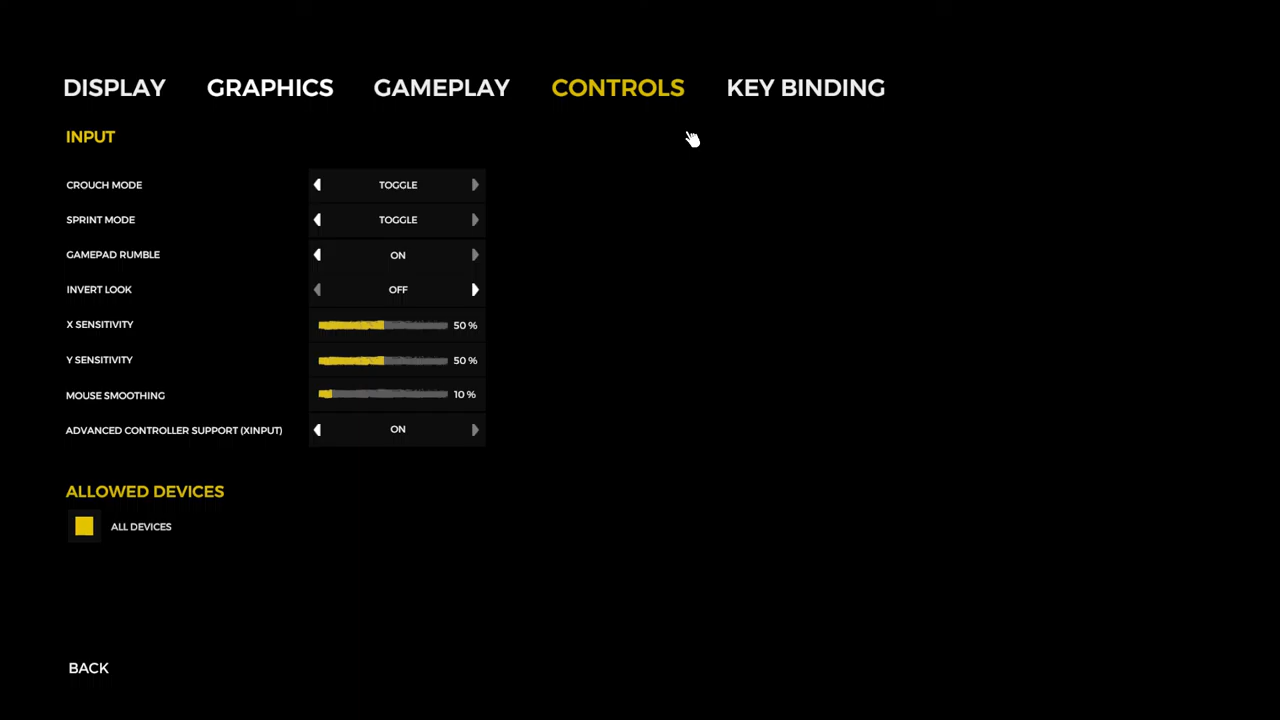 DISPLAY GRAPHICS GAMEPLAY CONTROLS KEY BINDING
INPUT
CROUCH MODE TOGGLE
SPRINT MODE TOGGLE
GAMEPAD RUMBLE ON
INVERT LOOK OFF
X SENSITIVITY 50 %
Y SENSITIVITY 50 %
MOUSE SMOOTHING 10 %
ADVANCED CONTROLLER SUPPORT (XINPUT) ON
ALLOWED DEVICES
ALL DEVICES
BACK